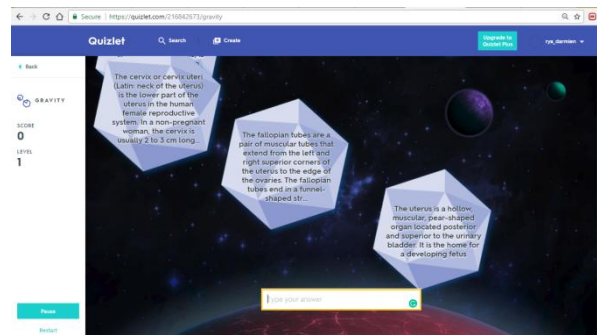 Secure | https://quizlet.com/216842673/gravity
Quizlet
Search
Create
Upgrade to
Quizlet Plus
rya_darmien
Back
GRAVITY
SCORE
0
LEVEL
1
The cervix or cervix uteri
(Latin: neck of the uterus)
is the lower part of the
uterus in the human
female reproductive
system. In a non-pregnant
woman, the cervix is
usually 2 to 3 cm long...
The fallopian tubes are a
pair of muscular tubes that
extend from the left and
right superior corners of
the uterus to the edge of
the ovaries. The fallopian
tubes end in a funnel-
shaped str...
The uterus is a hollow,
muscular, pear-shaped
organ located posterior
and superior to the urinary
bladder. It is the home for
a developing fetus
Type your answer
Pause
Restart